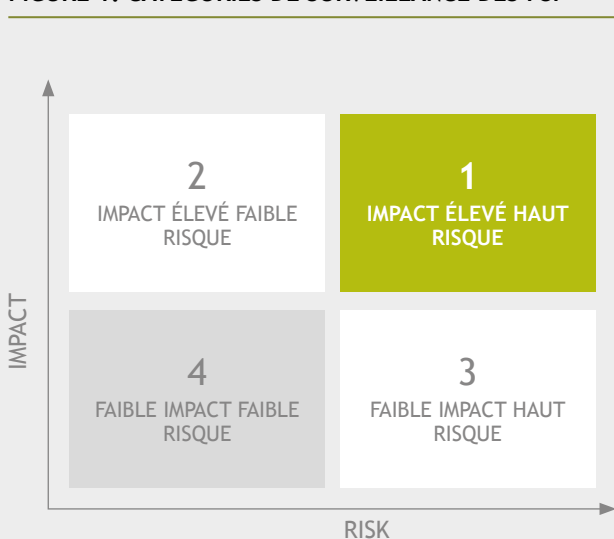 2
IMPACT ÉLEVÉ FAIBLE
RISQUE
1
IMPACT ÉLEVÉ HAUT
RISQUE
4
FAIBLE IMPACT FAIBLE
RISQUE
3
FAIBLE IMPACT HAUT
RISQUE
IMPACT
RISK